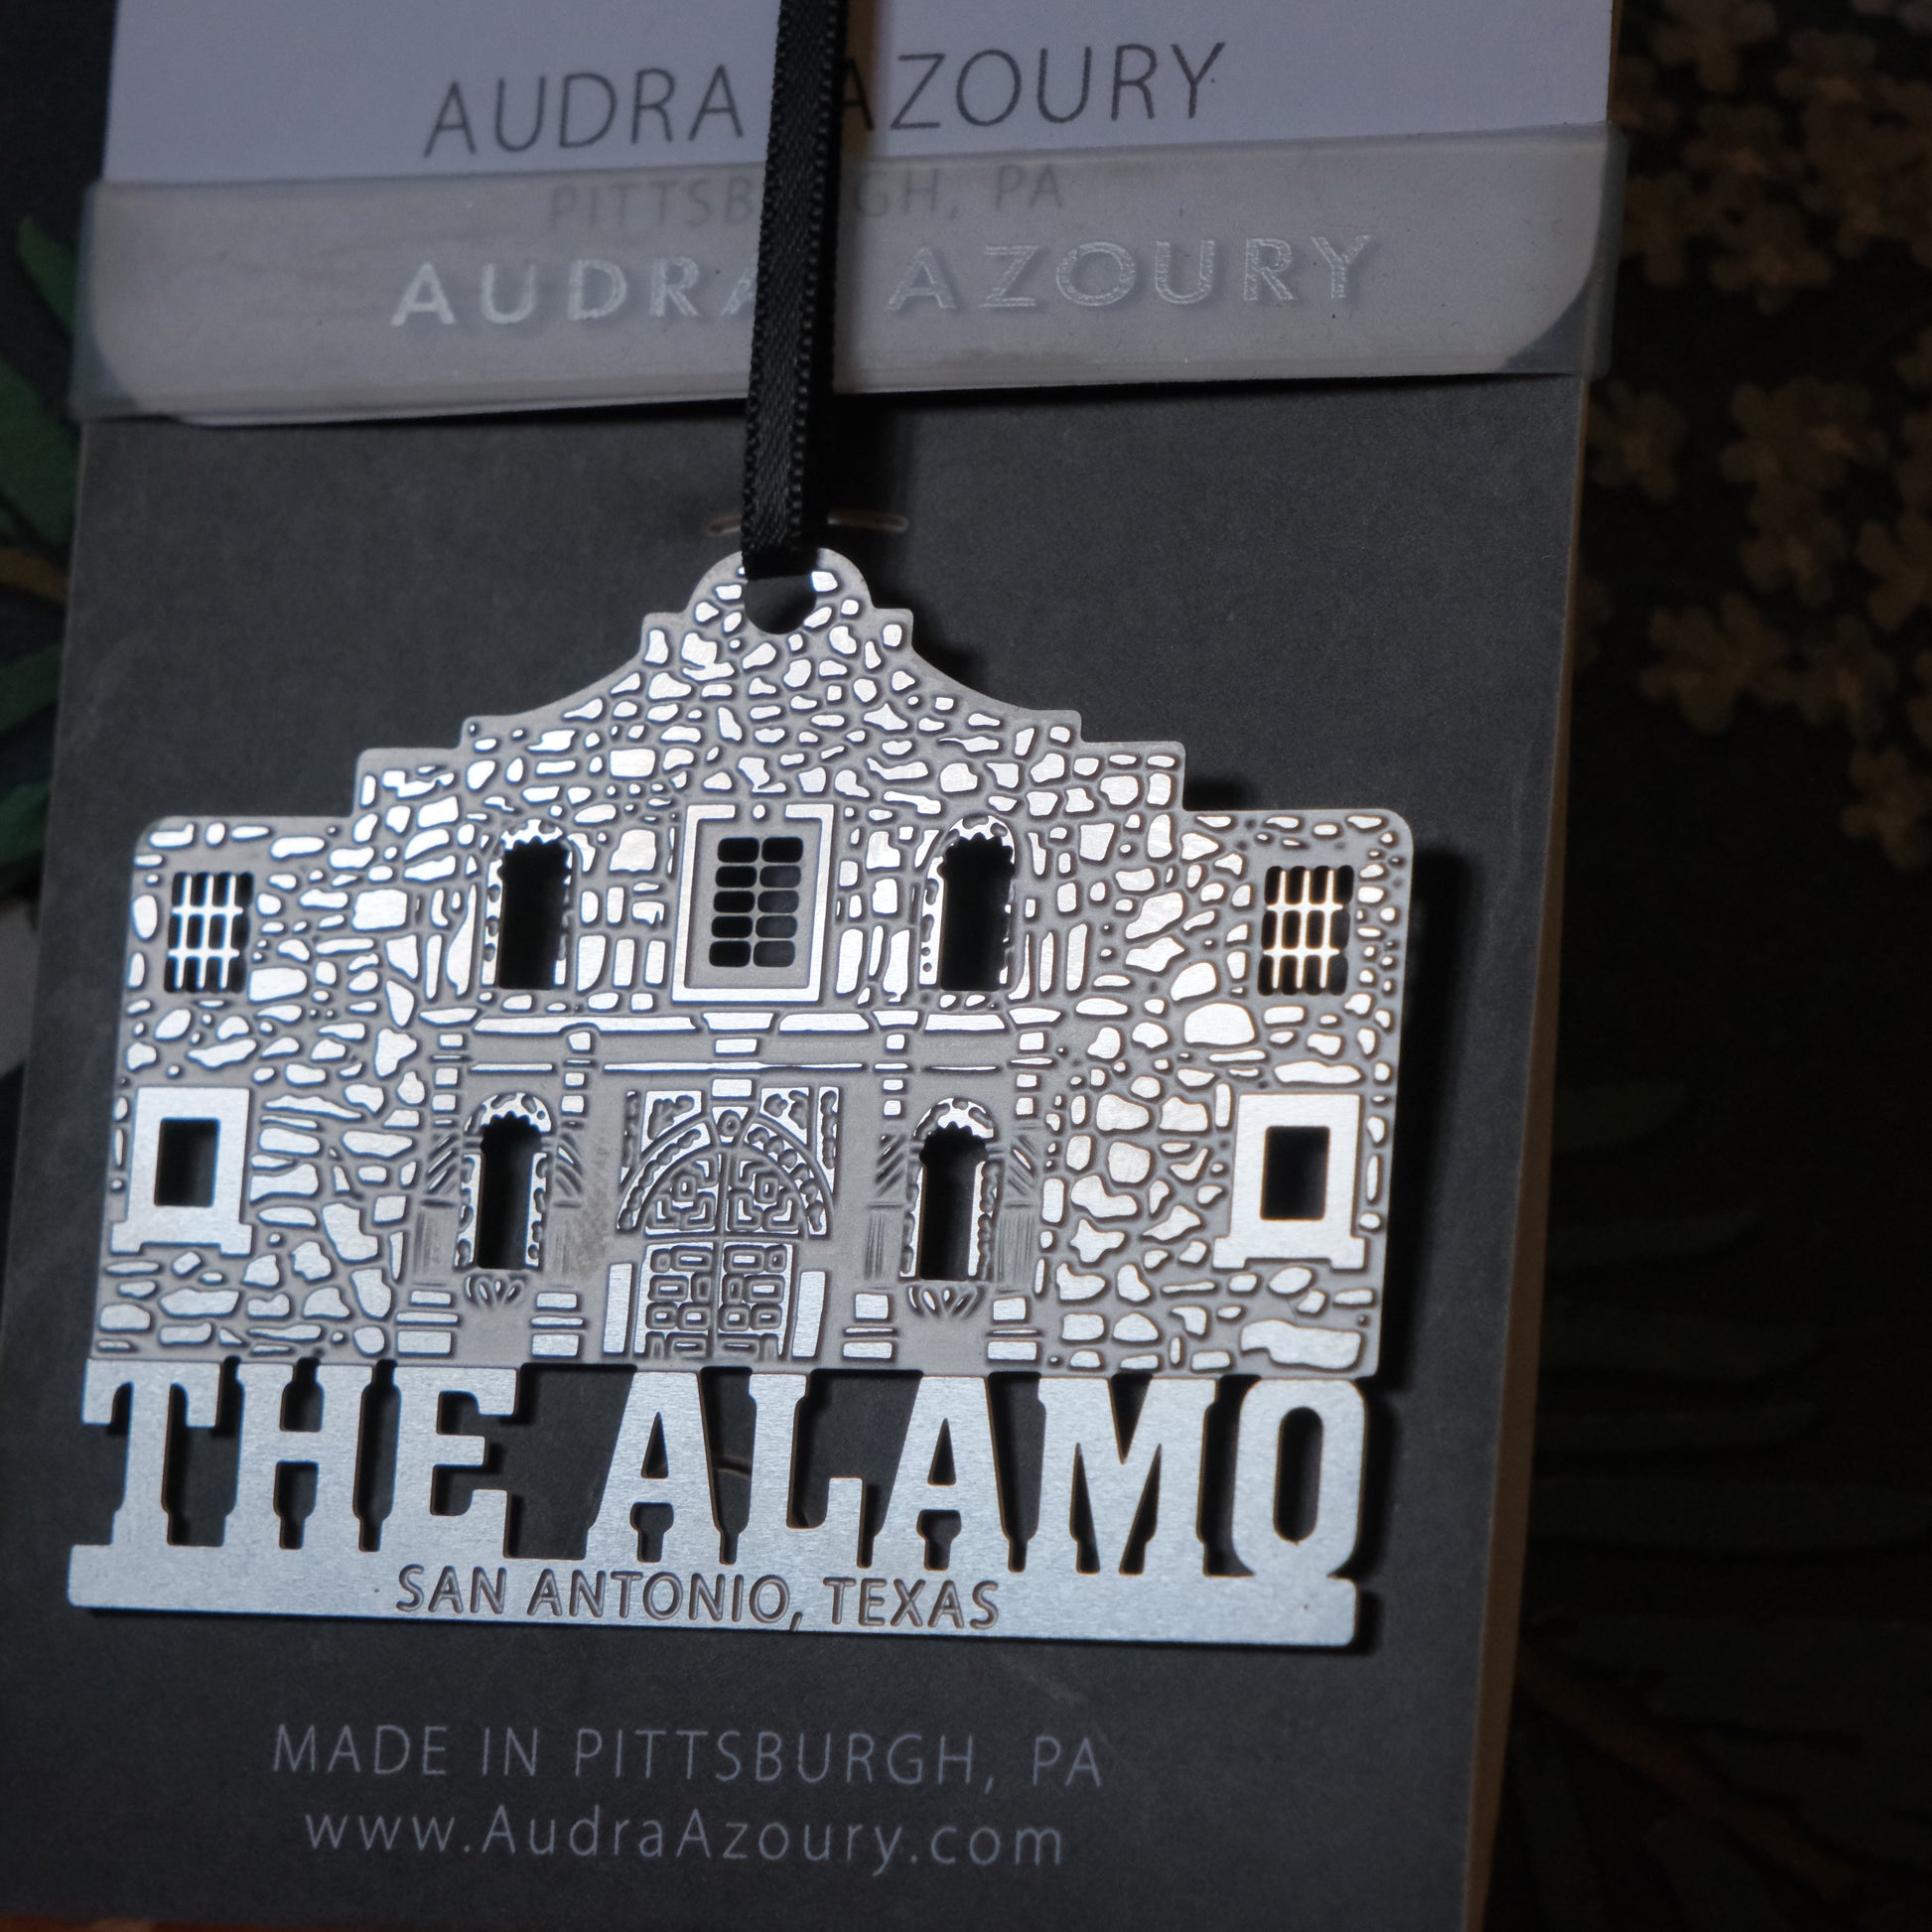 AUDRA AZOURY
PITTSBURGH, PA
AUDRA AZOURY
THE ALAMO
SAN ANTONIO, TEXAS
MADE IN PITTSBURGH, PA
www.AudraAzoury.com